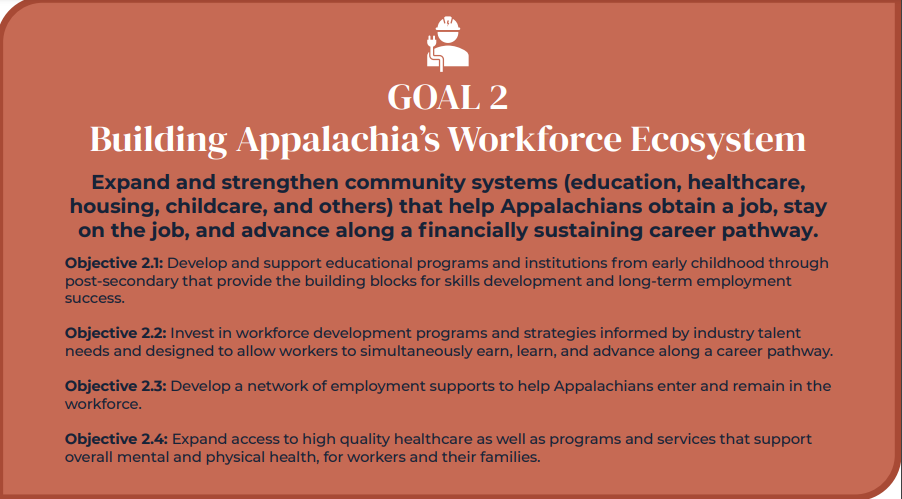 GOAL 2
Building Appalachia's Workforce Ecosystem
Expand and strengthen community systems (education, healthcare,
housing, childcare, and others) that help Appalachians obtain a job, stay
on the job, and advance along a financially sustaining career pathway.
Objective 2.1: Develop and support educational programs and institutions from early childhood through
post-secondary that provide the building blocks for skills development and long-term employment
success.
Objective 2.2: Invest in workforce development programs and strategies informed by industry talent
needs and designed to allow workers to simultaneously earn, learn, and advance along a career pathway.
Objective 2.3: Develop a network of employment supports to help Appalachians enter and remain in the
workforce.
Objective 2.4: Expand access to high quality healthcare as well as programs and services that support
overall mental and physical health, for workers and their families.